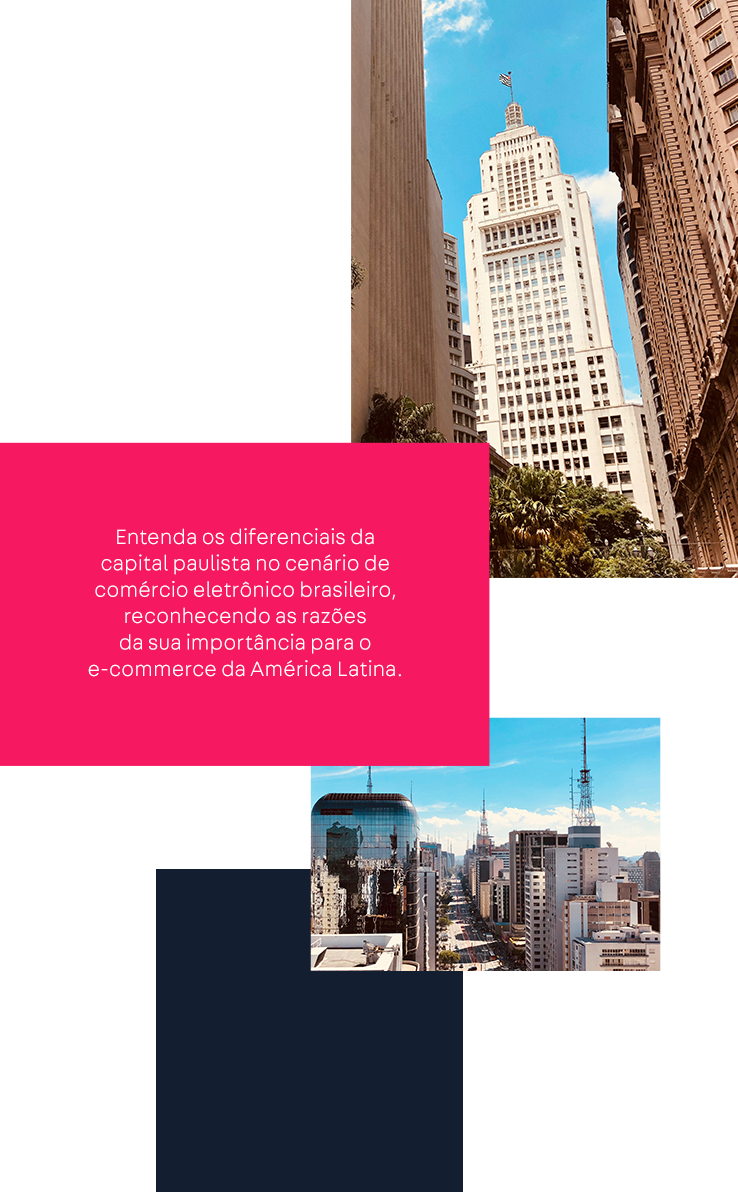 Entenda os diferenciais da
capital paulista no cenário de
comércio eletrônico brasileiro,
reconhecendo as razões
da sua importância para o
e-commerce da América Latina.